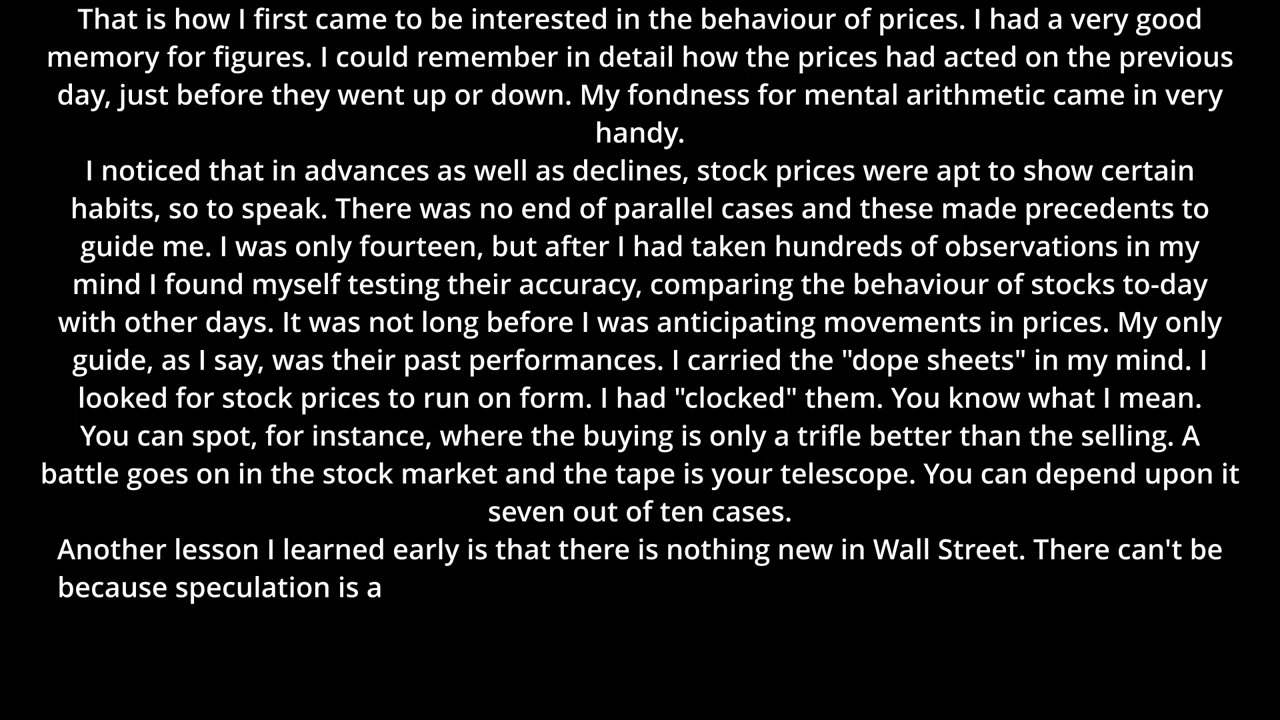 That is how I first came to be interested in the behaviour of prices. I had a very good
memory for figures. I could remember in detail how the prices had acted on the previous
day, just before they went up or down. My fondness for mental arithmetic came in very
handy.
I noticed that in advances as well as declines, stock prices were apt to show certain
habits, so to speak. There was no end of parallel cases and these made precedents to
guide me. I was only fourteen, but after I had taken hundreds of observations in my
mind I found myself testing their accuracy, comparing the behaviour of stocks to-day
with other days. It was not long before I was anticipating movements in prices. My only
guide, as I say, was their past performances. I carried the "dope sheets" in my mind. I
looked for stock prices to run on form. I had "clocked" them. You know what I mean.
You can spot, for instance, where the buying is only a trifle better than the selling. A
battle goes on in the stock market and the tape is your telescope. You can depend upon it
seven out of ten cases.
Another lesson I learned early is that there is nothing new in Wall Street. There can't be
because speculation is a